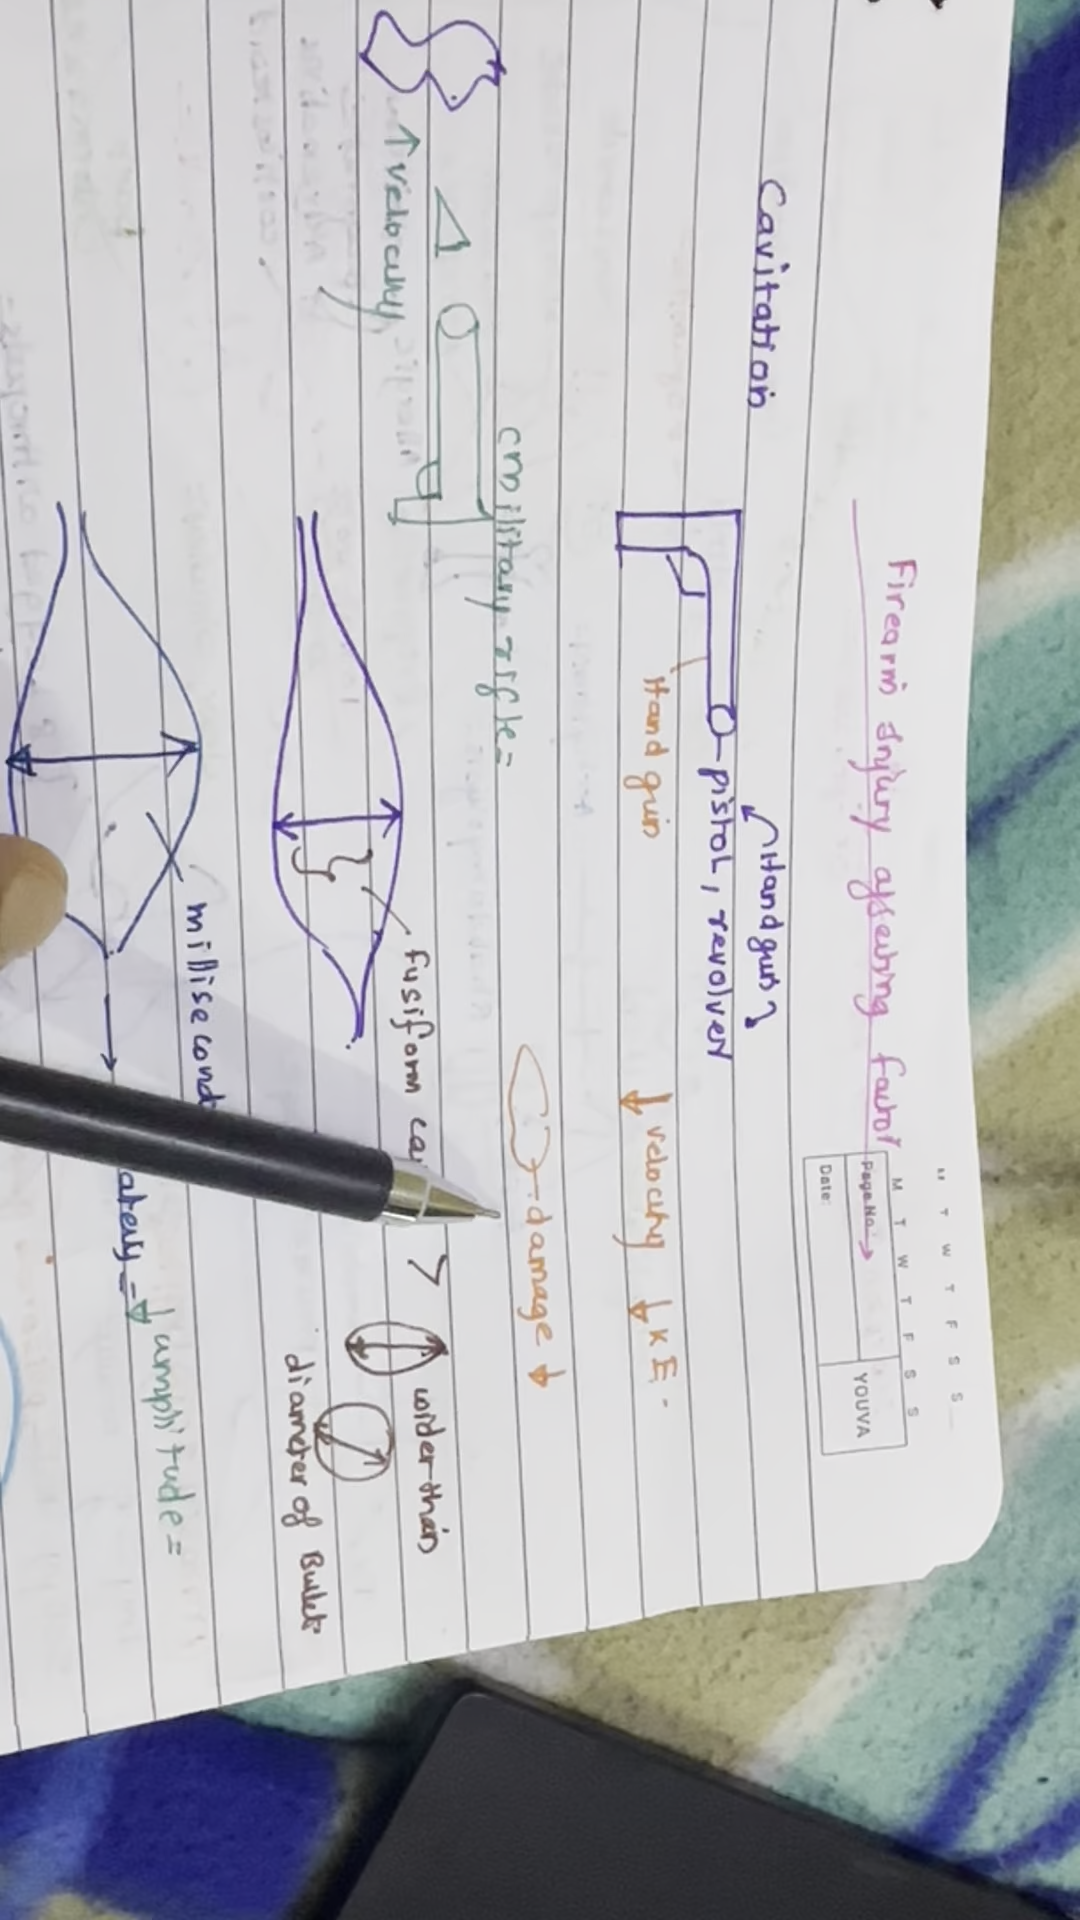 M T W T F S S
M T W T F S S
Page No.:
Date:
YOUVA
Firearm Injury affecting factor
Cavitation
Handguns
pistol, revolver
Hand gun
↓ velocity ↓ KE
damage ↓
military rifle =
↑ velocity
fusiform
> wider than
diameter of Bullet
millisecond
↓ amplitude =